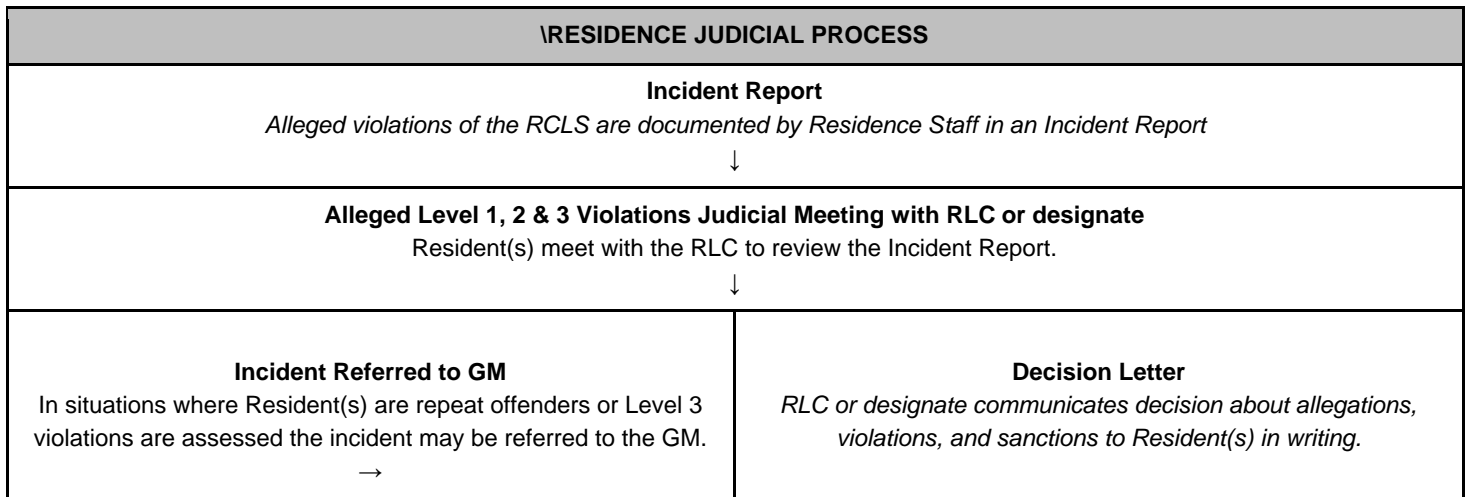 \RESIDENCE JUDICIAL PROCESS
Incident Report
Alleged violations of the RCLS are documented by Residence Staff in an Incident Report
↓
Alleged Level 1, 2 & 3 Violations Judicial Meeting with RLC or designate
Resident(s) meet with the RLC to review the Incident Report.
↓
Incident Referred to GM
In situations where Resident(s) are repeat offenders or Level 3
violations are assessed the incident may be referred to the GM.
→
Decision Letter
RLC or designate communicates decision about allegations,
violations, and sanctions to Resident(s) in writing.